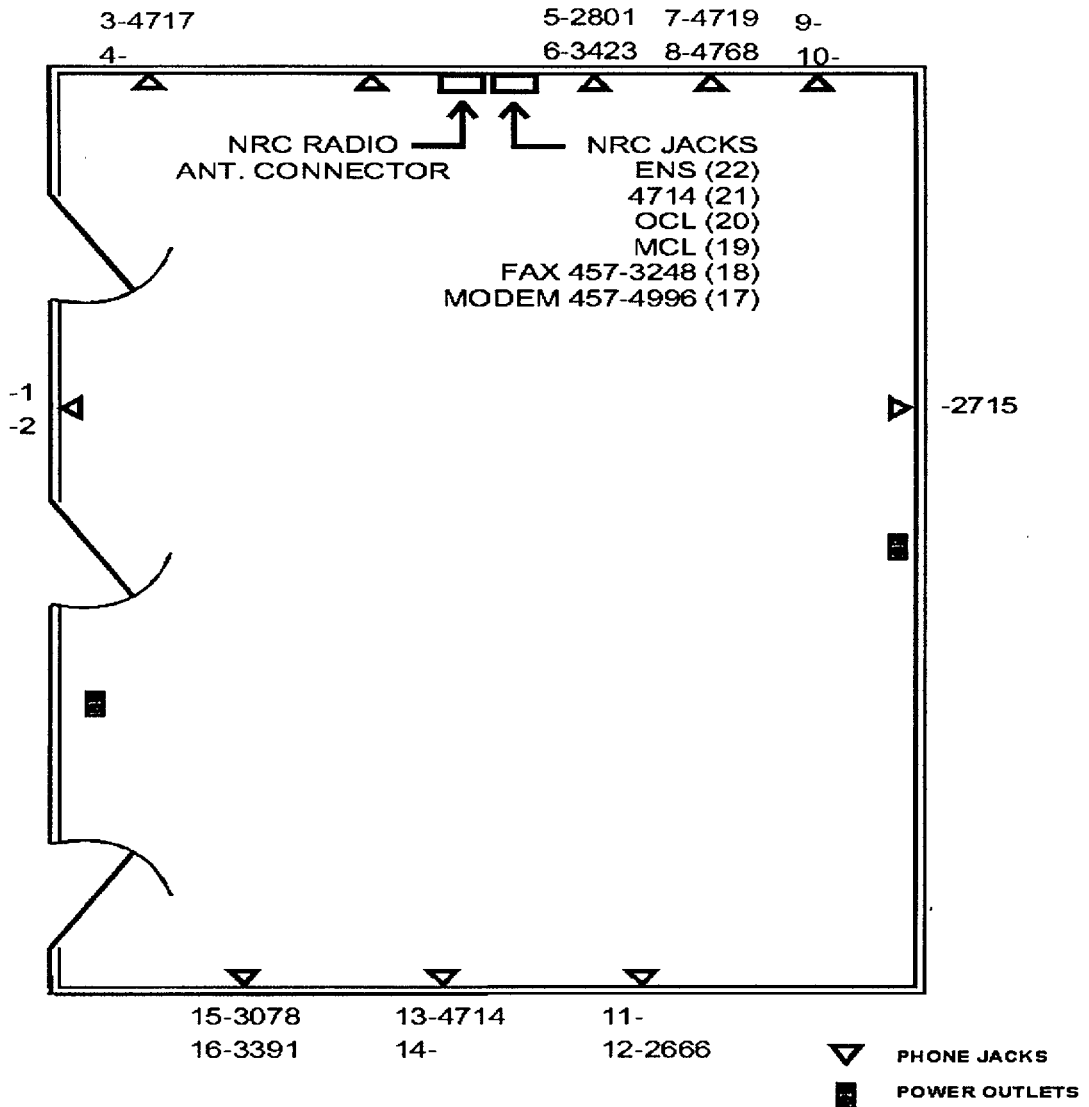 3-4717
4-
5-2801 7-4719 9-
6-3423 8-4768 10-
NRC RADIO
ANT. CONNECTOR
NRC JACKS
ENS (22)
4714 (21)
OCL (20)
MCL (19)
FAX 457-3248 (18)
MODEM 457-4996 (17)
-1
-2
-2715
15-3078 13-4714 11-
16-3391 14- 12-2666
PHONE JACKS
POWER OUTLETS